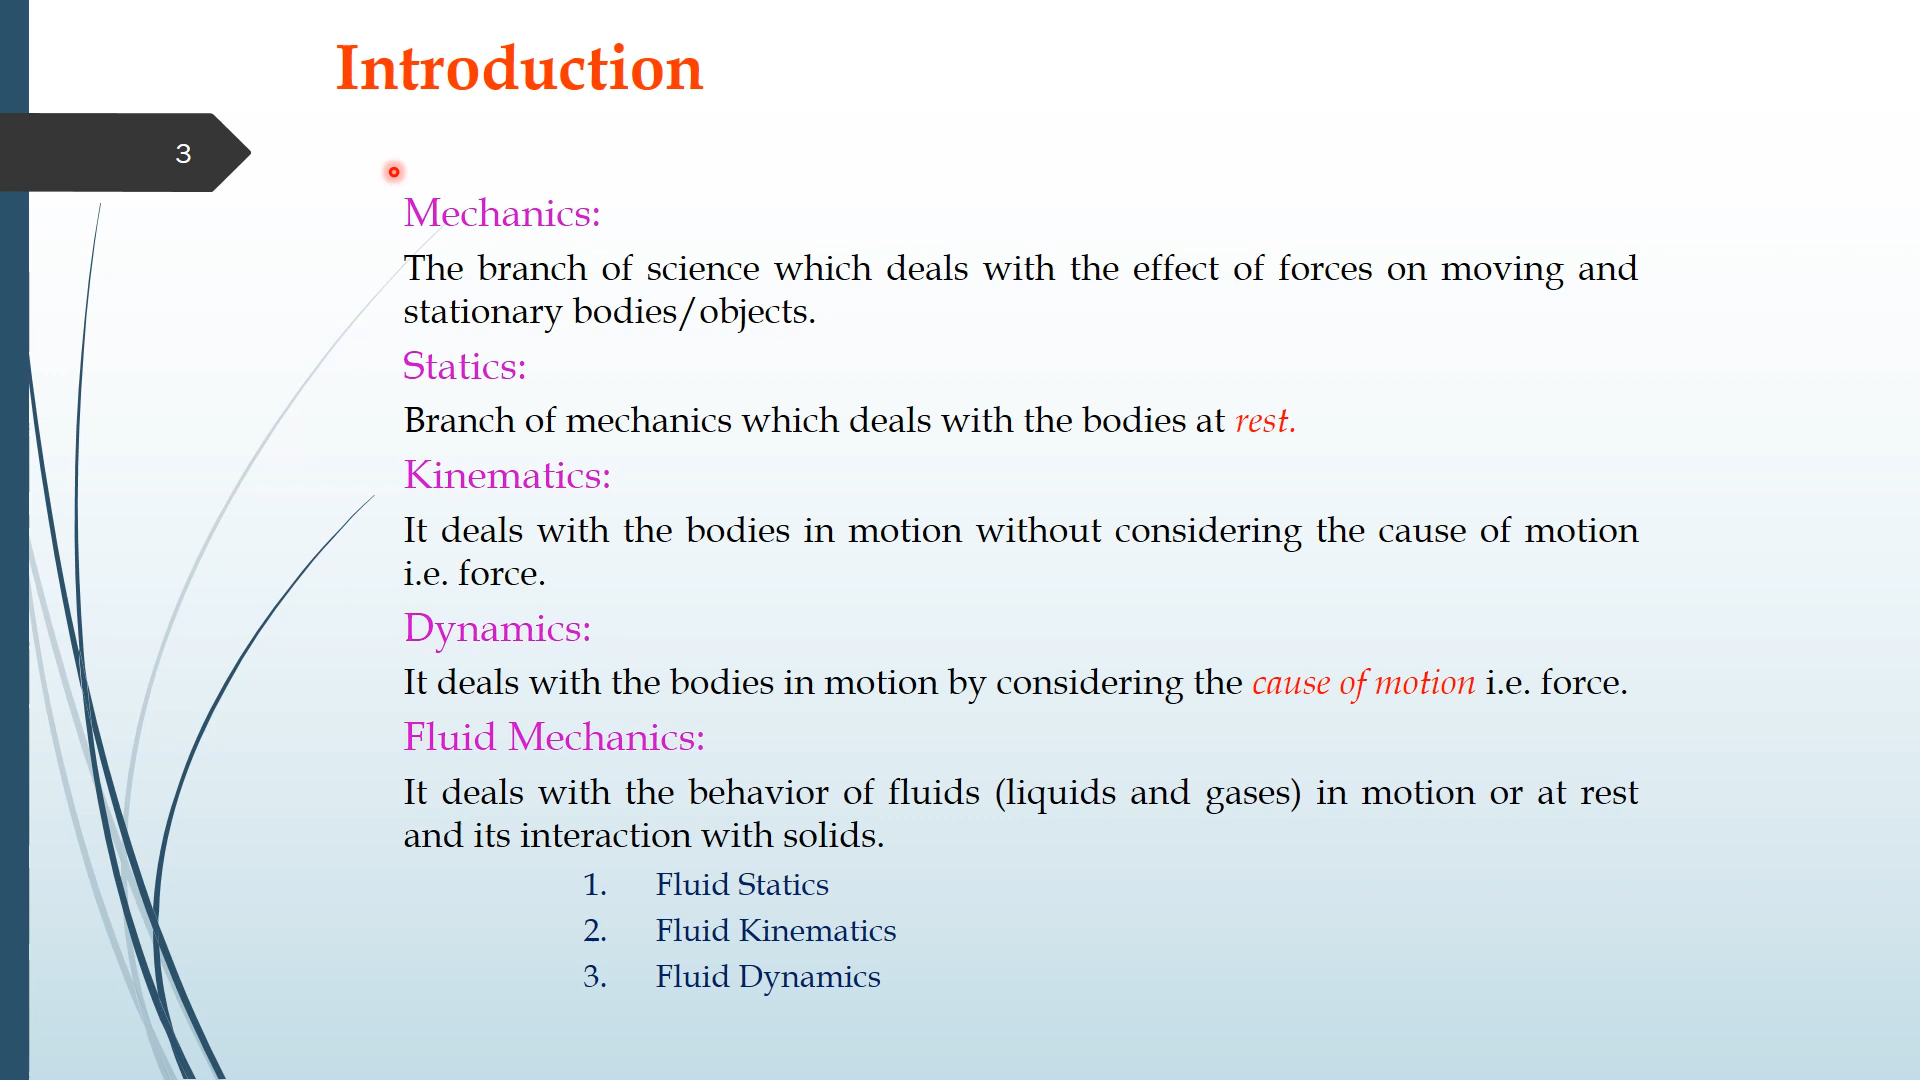 Introduction
3
Mechanics:
The branch of science which deals with the effect of forces on moving and
stationary bodies/objects.
Statics:
Branch of mechanics which deals with the bodies at rest.
Kinematics:
It deals with the bodies in motion without considering the cause of motion
i.e. force.
Dynamics:
It deals with the bodies in motion by considering the cause of motion i.e. force.
Fluid Mechanics:
It deals with the behavior of fluids (liquids and gases) in motion or at rest
and its interaction with solids.
1. Fluid Statics
2. Fluid Kinematics
3. Fluid Dynamics